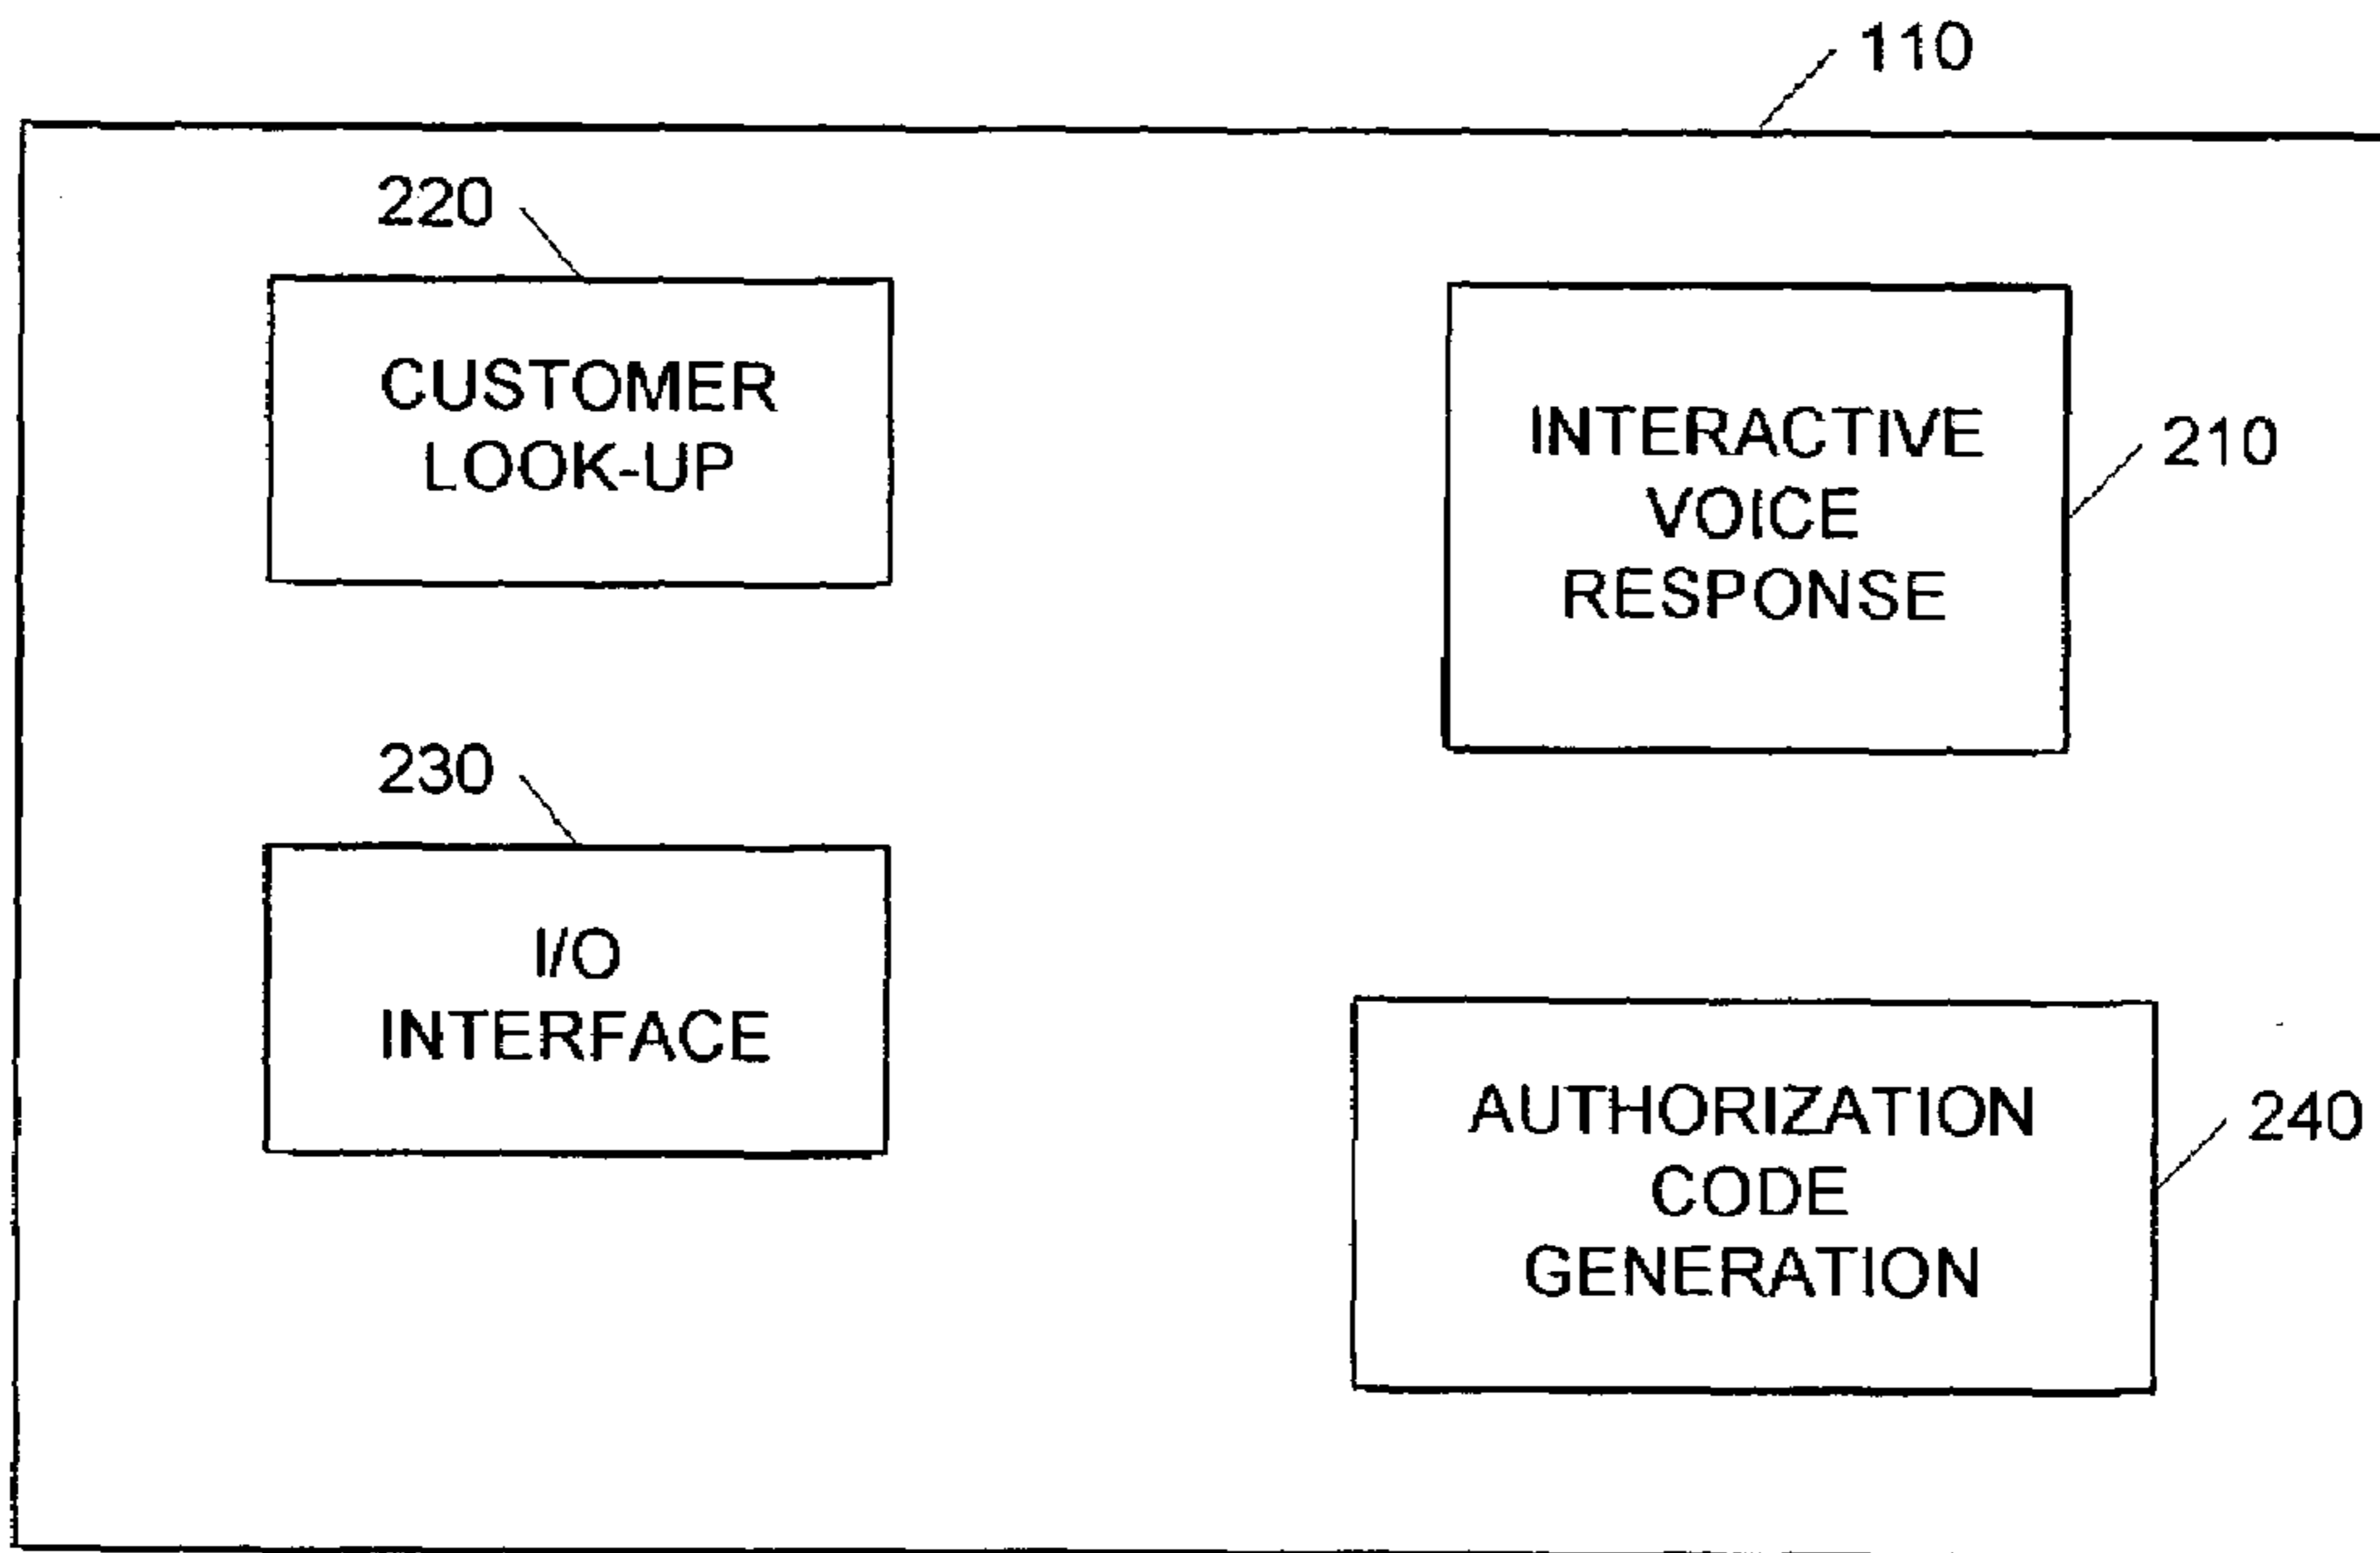 110
220
CUSTOMER
LOOK-UP
INTERACTIVE
VOICE
RESPONSE
210
230
I/O
INTERFACE
AUTHORIZATION
CODE
GENERATION
240